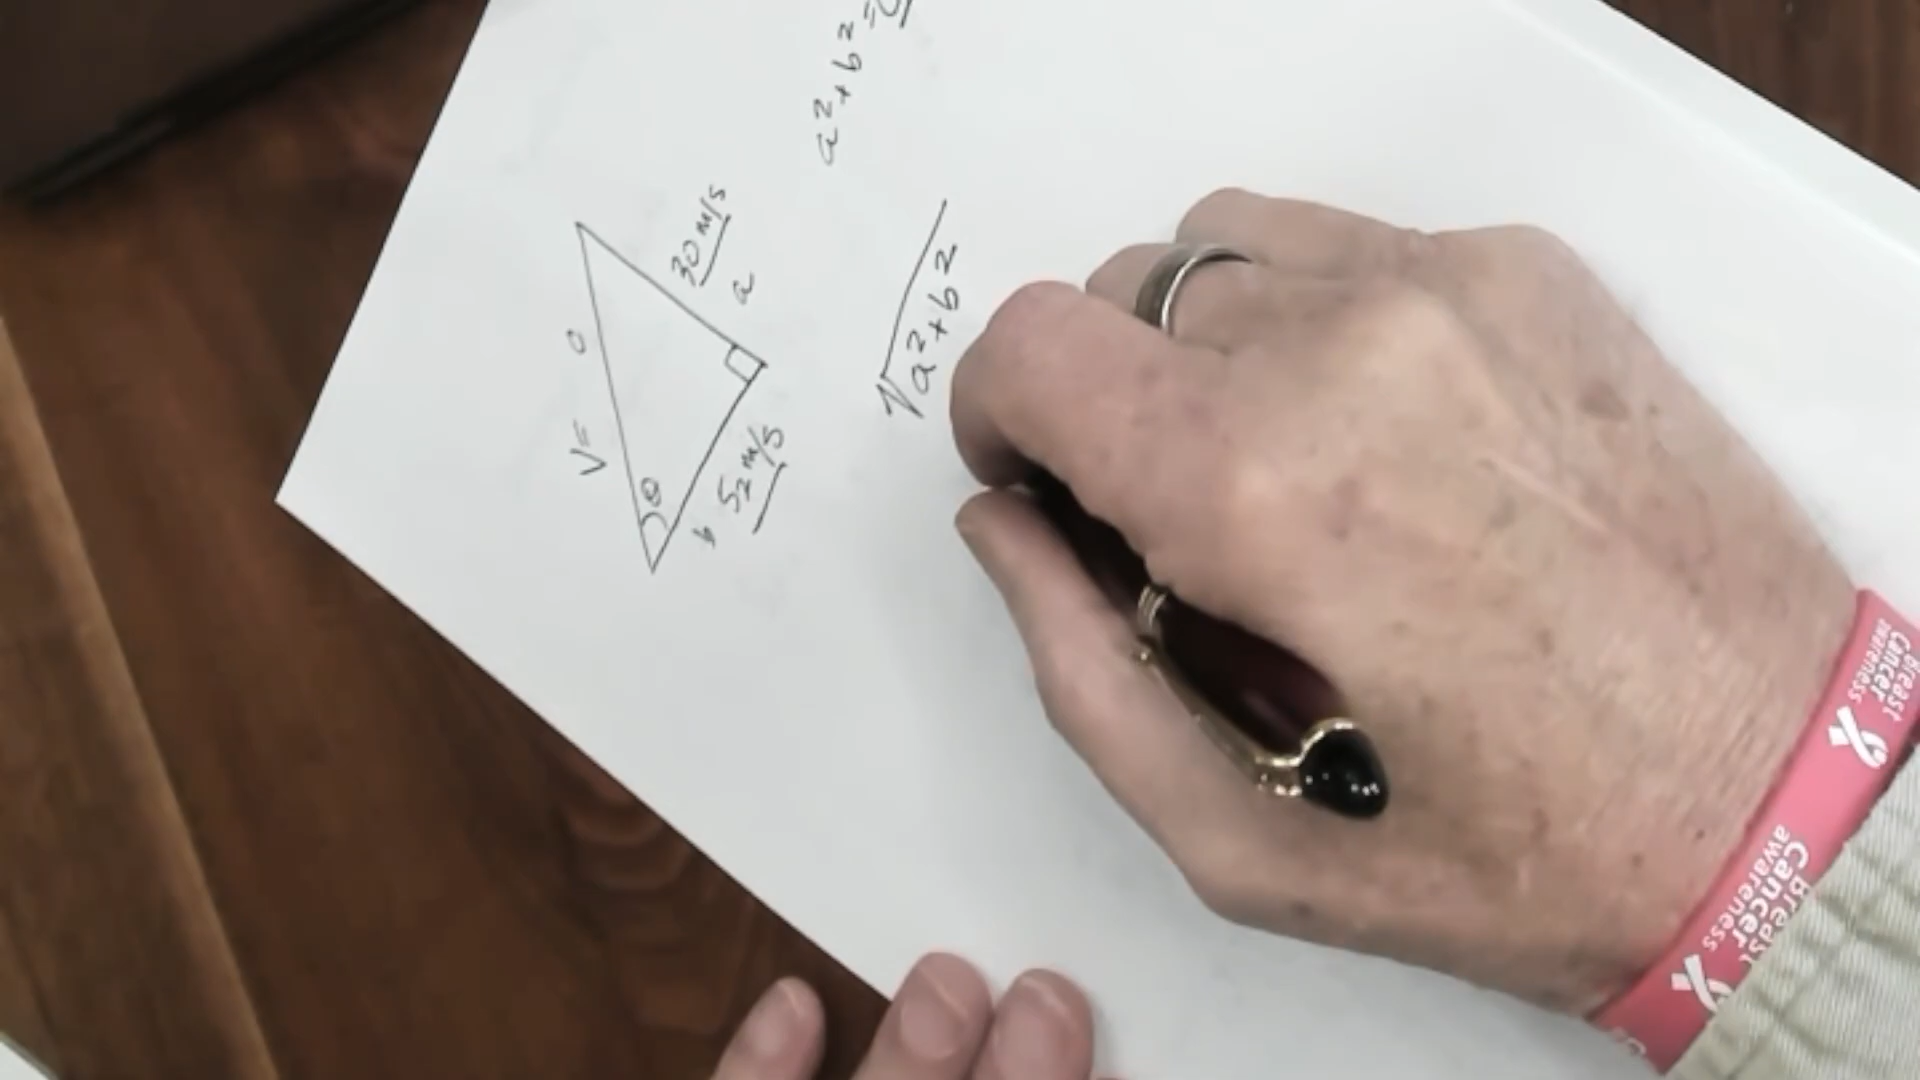 a²+b²=c
30 m/s
a
c
V=
θ
b
52 m/s
√a²+b²
Breast
Cancer
awareness
Breast
Cancer
awareness